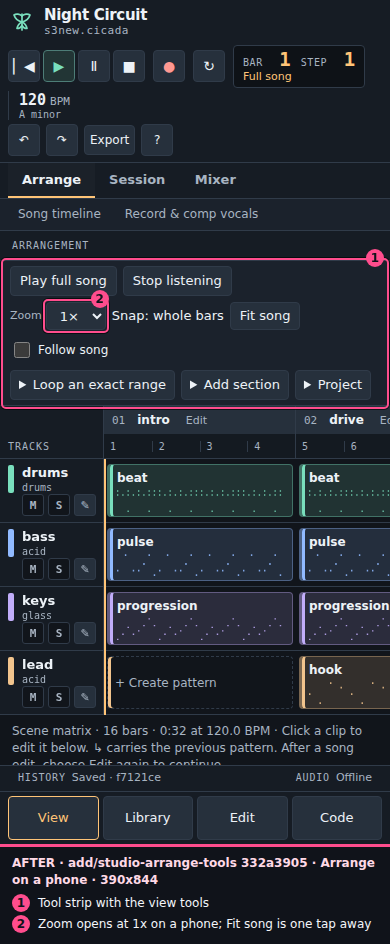 Night Circuit
s3new.cicada
BAR 1 STEP 1
Full song
120 BPM
A minor
Export ?
Arrange Session Mixer
Song timeline Record & comp vocals
ARRANGEMENT
1
Play full song Stop listening
2
Zoom 1× Snap: whole bars Fit song
Follow song
Loop an exact range Add section Project
01 intro Edit 02 drive
TRACKS 1 2 3 4 5 6
drums
drums
M S
beat beat
bass
acid
M S
pulse pulse
keys
glass
M S
progression progression
lead
acid
M S
+ Create pattern hook
Scene matrix · 16 bars · 0:32 at 120.0 BPM · Click a clip to
edit it below. ↳ carries the previous pattern. After a song
edit, choose Edit again to continue
HISTORY Saved · f7121ce AUDIO Offline
View Library Edit Code
AFTER · add/studio-arrange-tools 332a3905 · Arrange
on a phone · 390x844
1 Tool strip with the view tools
2 Zoom opens at 1x on a phone; Fit song is one tap away